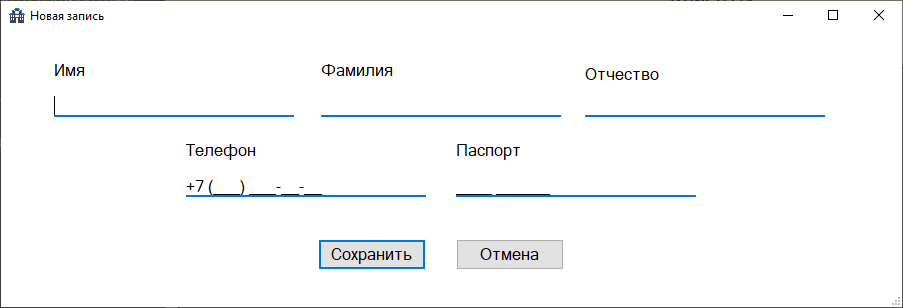 Новая запись
Имя Фамилия Отчество
Телефон Паспорт
+7 (___) ___-__-__ ____ ______
Сохранить Отмена